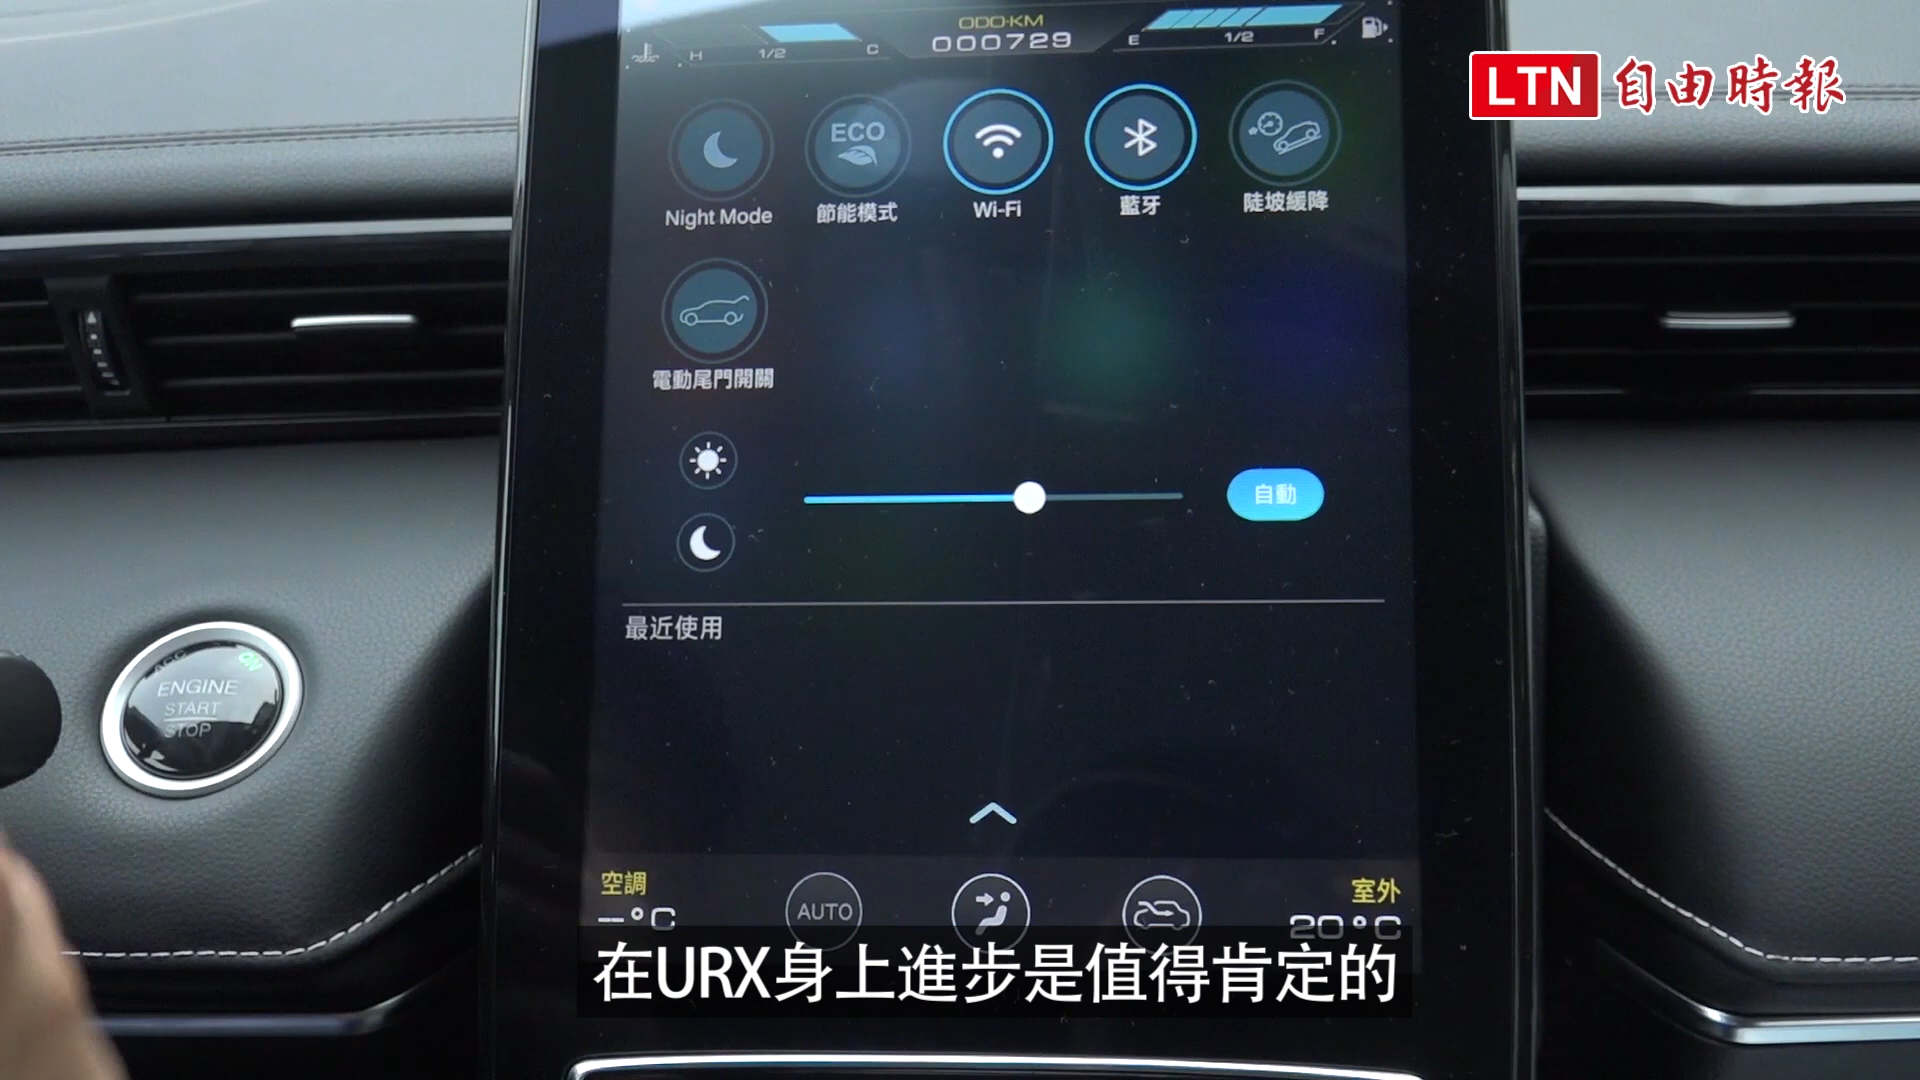 ODO·KM
000729
H 1/2 C
E 1/2 F
LTN 自由時報
Night Mode
ECO
節能模式
Wi-Fi
藍牙
陡坡緩降
電動尾門開關
自動
最近使用
ACC ON
ENGINE
START
STOP
空調
--°C
AUTO
室外
20°C
在URX身上進步是值得肯定的